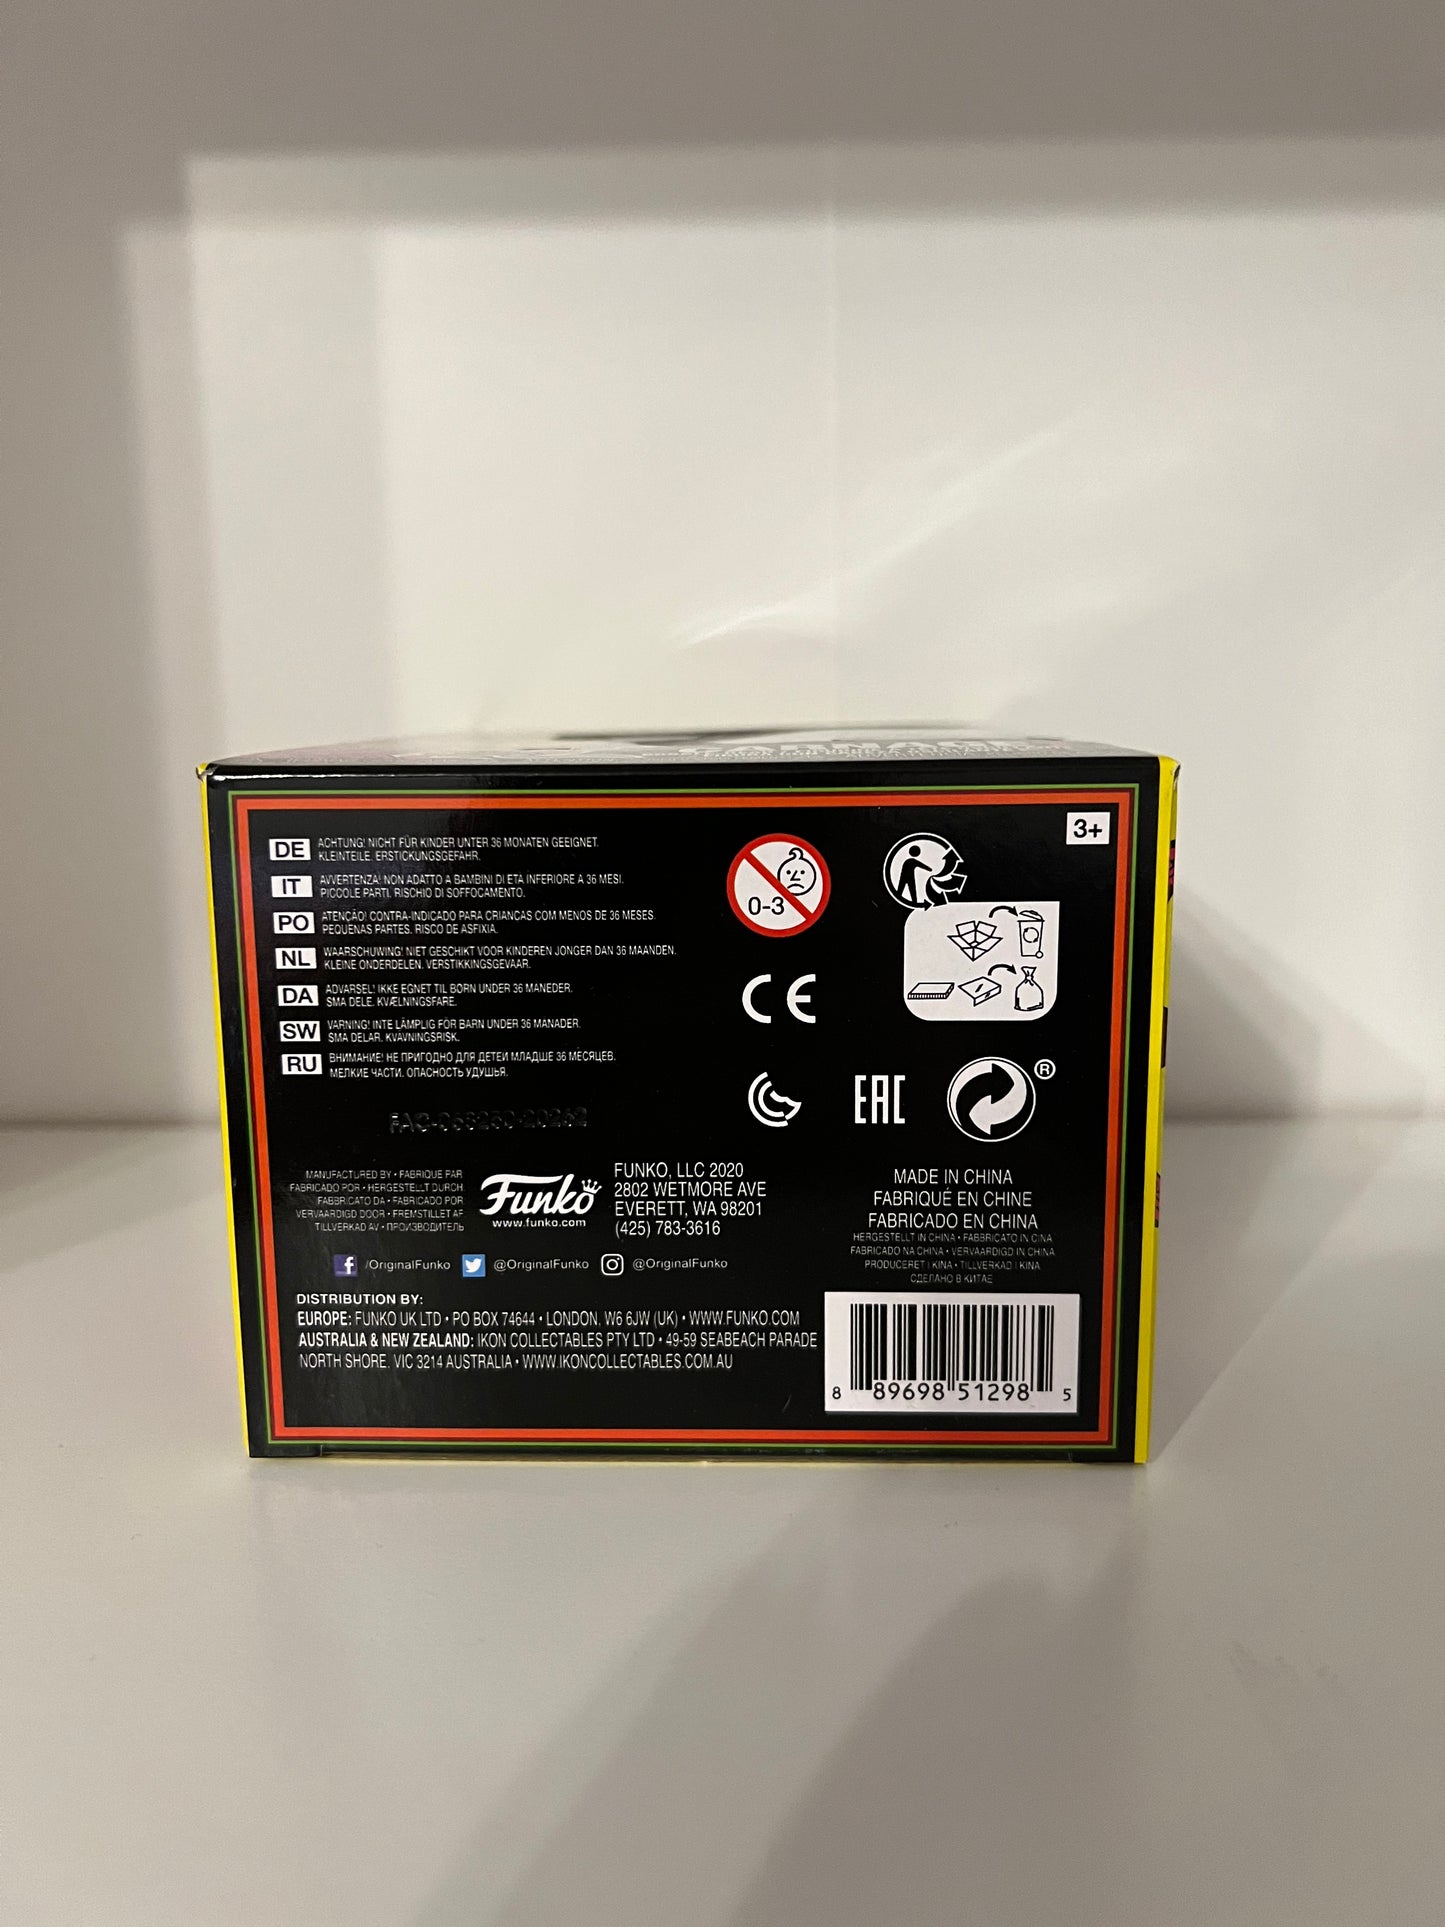 3+
DE ACHTUNG! NICHT FÜR KINDER UNTER 36 MONATEN GEEIGNET.
KLEINTEILE. ERSTICKUNGSGEFAHR.
IT AVVERTENZA! NON ADATTO A BAMBINI DI ETA INFERIORE A 36 MESI.
PICCOLE PARTI. RISCHIO DI SOFFOCAMENTO.
PO ATENÇÃO! CONTRA-INDICADO PARA CRIANCAS COM MENOS DE 36 MESES.
PEQUENAS PARTES. RISCO DE ASFIXIA.
NL WAARSCHUWING! NIET GESCHIKT VOOR KINDEREN JONGER DAN 36 MAANDEN.
KLEINE ONDERDELEN. VERSTIKKINGSGEVAAR.
DA ADVARSEL! IKKE EGNET TIL BORN UNDER 36 MANEDER.
SMA DELE. KVÆLNINGSFARE.
SW VARNING! INTE LÄMPLIG FÖR BARN UNDER 36 MANADER.
SMA DELAR. KVAVNINGSRISK.
RU ВНИМАНИЕ! НЕ ПРИГОДНО ДЛЯ ДЕТЕЙ МЛАДШЕ 36 МЕСЯЦЕВ.
МЕЛКИЕ ЧАСТИ. ОПАСНОСТЬ УДУШЬЯ.
0-3
CE
EAC
®
MANUFACTURED BY • FABRIQUE PAR
FABRICADO POR • HERGESTELLT DURCH
FABBRICATO DA • FABRICADO POR
VERVAARDIGD DOOR • FREMSTILLET AF
TILLVERKAD AV • ПРОИЗВОДИТЕЛЬ
Funko
www.funko.com
FUNKO, LLC 2020
2802 WETMORE AVE
EVERETT, WA 98201
(425) 783-3616
/OriginalFunko @OriginalFunko @OriginalFunko
MADE IN CHINA
FABRIQUÉ EN CHINE
FABRICADO EN CHINA
HERGESTELLT IN CHINA • FABBRICATO IN CINA
FABRICADO NA CHINA • VERVAARDIGD IN CHINA
PRODUCERET I KINA • TILLVERKAD I KINA
СДЕЛАНО В КИТАЕ
DISTRIBUTION BY:
EUROPE: FUNKO UK LTD • PO BOX 74644 • LONDON, W6 6JW (UK) • WWW.FUNKO.COM
AUSTRALIA & NEW ZEALAND: IKON COLLECTABLES PTY LTD • 49-59 SEABEACH PARADE
NORTH SHORE, VIC 3214 AUSTRALIA • WWW.IKONCOLLECTABLES.COM.AU
8 89698 51298 5